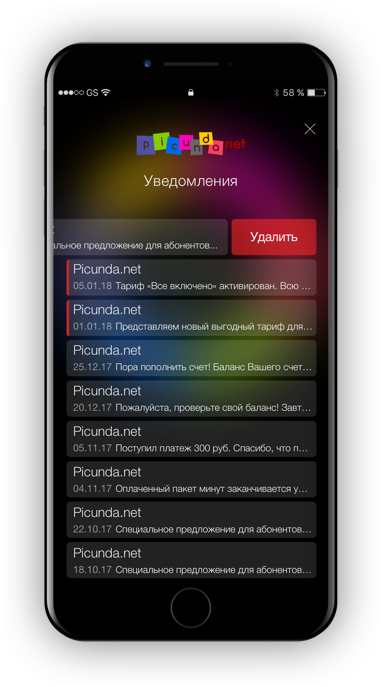 GS 58 %
picunda net
Уведомления
альное предложение для абонентов...
Удалить
Picunda.net
05.01.18 Тариф «Все включено» активирован. Всю ...
Picunda.net
01.01.18 Представляем новый выгодный тариф для...
Picunda.net
25.12.17 Пора пополнить счет! Баланс Вашего счет...
Picunda.net
20.12.17 Пожалуйста, проверьте свой баланс! Завт...
Picunda.net
05.11.17 Поступил платеж 300 руб. Спасибо, что п...
Picunda.net
04.11.17 Оплаченный пакет минут заканчивается у...
Picunda.net
22.10.17 Специальное предложение для абонентов...
Picunda.net
18.10.17 Специальное предложение для абонентов...